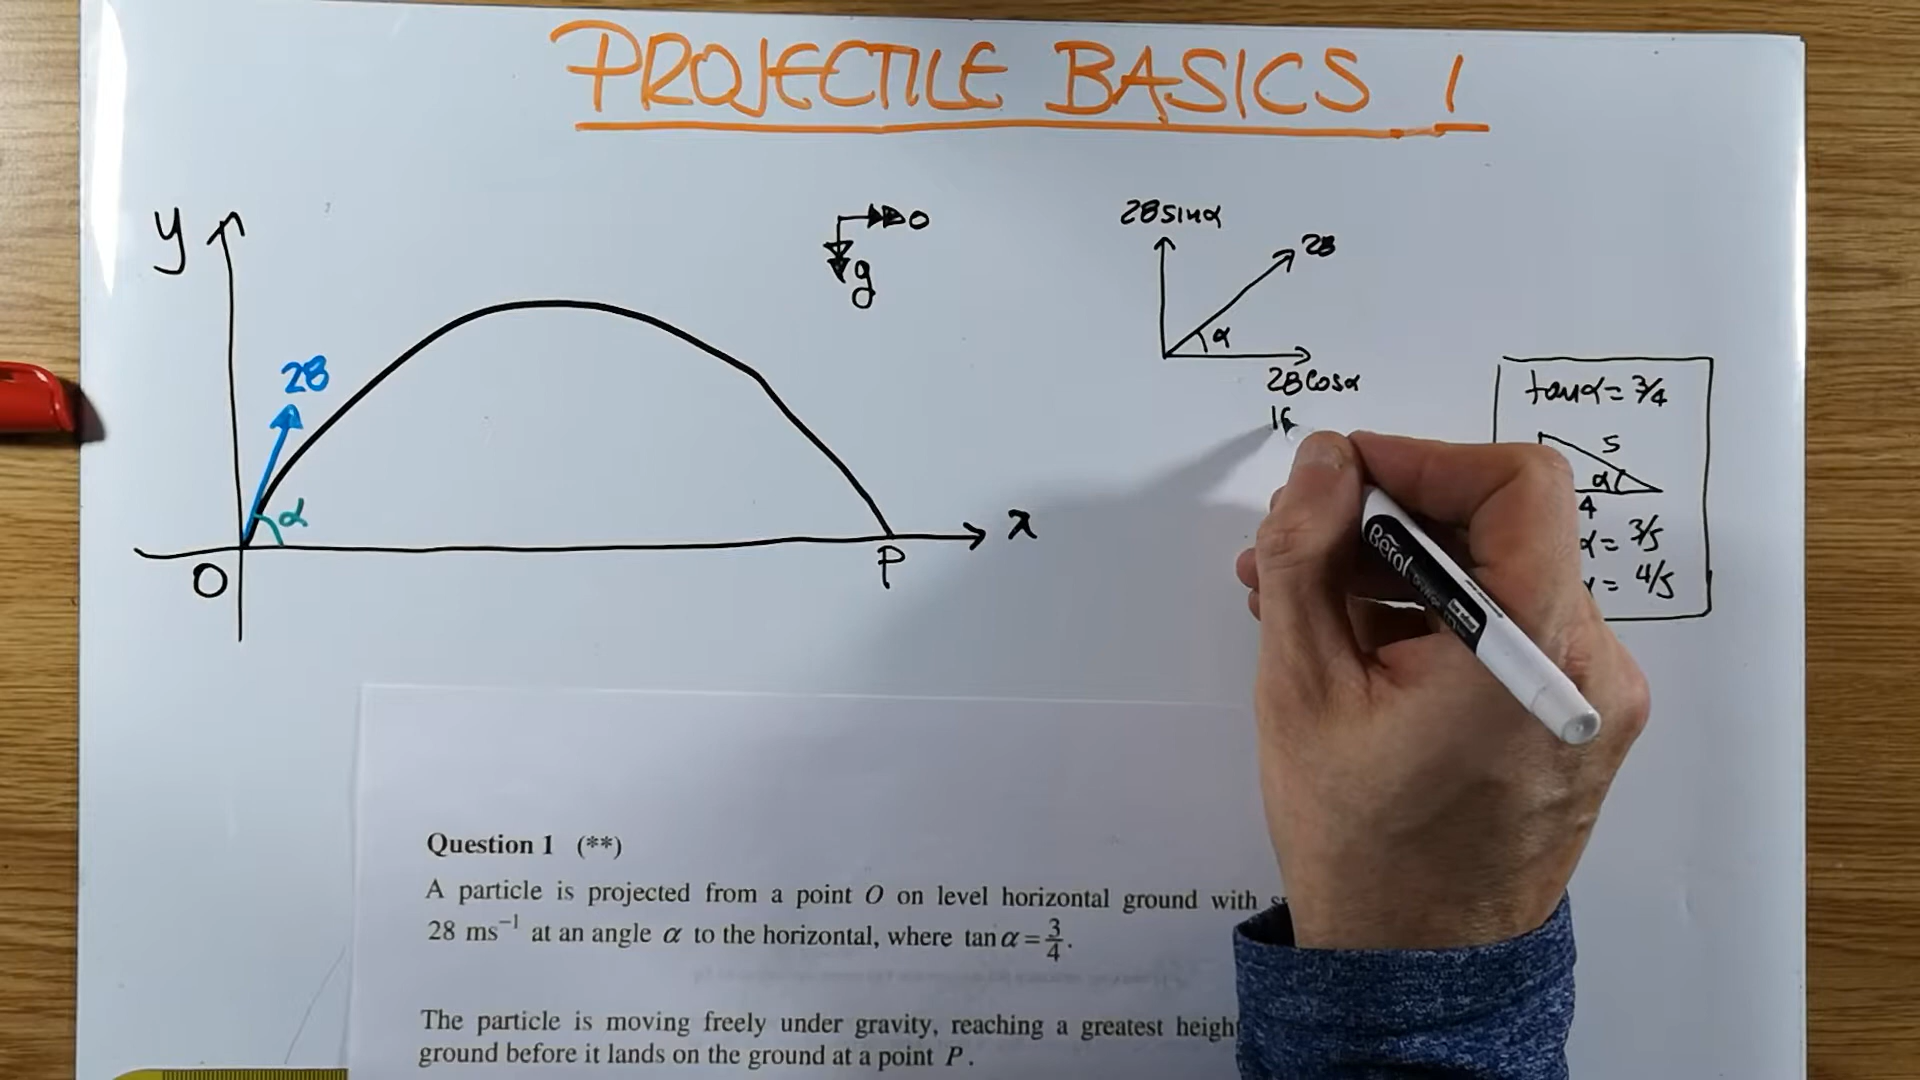 PROJECTILE BASICS 1
y
28
α
O
P
x
0
g
28sinα
28
α
28cosα
tanα = 3/4
5
α
4
α = 3/5
= 4/5
Berol
Question 1 (**)
A particle is projected from a point O on level horizontal ground with
28 ms⁻¹ at an angle α to the horizontal, where tan α = 3/4.
The particle is moving freely under gravity, reaching a greatest height
ground before it lands on the ground at a point P.